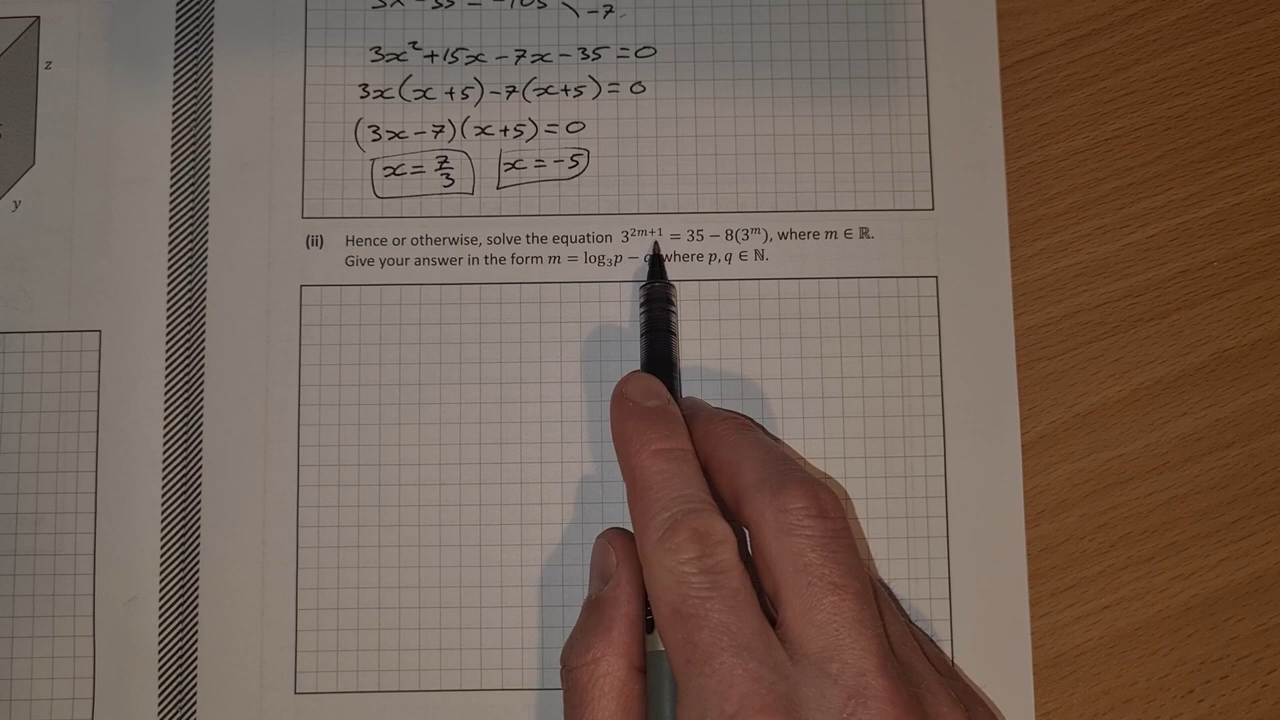 3x² + 15x - 7x - 35 = 0
3x(x + 5) - 7(x + 5) = 0
(3x - 7)(x + 5) = 0
x = 7/3 x = -5
(ii) Hence or otherwise, solve the equation 3^{2m+1} = 35 − 8(3^m), where m ∈ ℝ.
Give your answer in the form m = log₃p − where p, q ∈ ℕ.
z
y